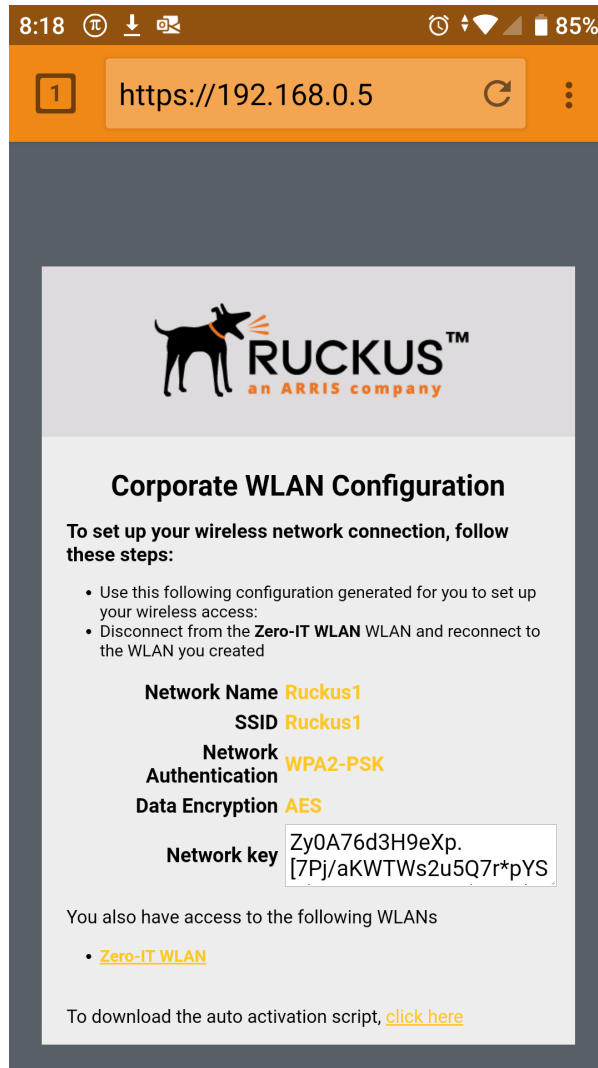 8:18 85%
1 https://192.168.0.5
RUCKUS™
an ARRIS company
Corporate WLAN Configuration
To set up your wireless network connection, follow
these steps:
• Use this following configuration generated for you to set up
your wireless access:
• Disconnect from the Zero-IT WLAN WLAN and reconnect to
the WLAN you created
Network Name Ruckus1
SSID Ruckus1
Network
Authentication WPA2-PSK
Data Encryption AES
Network key Zy0A76d3H9eXp.
[7Pj/aKWTWs2u5Q7r*pYS
You also have access to the following WLANs
• Zero-IT WLAN
To download the auto activation script, click here